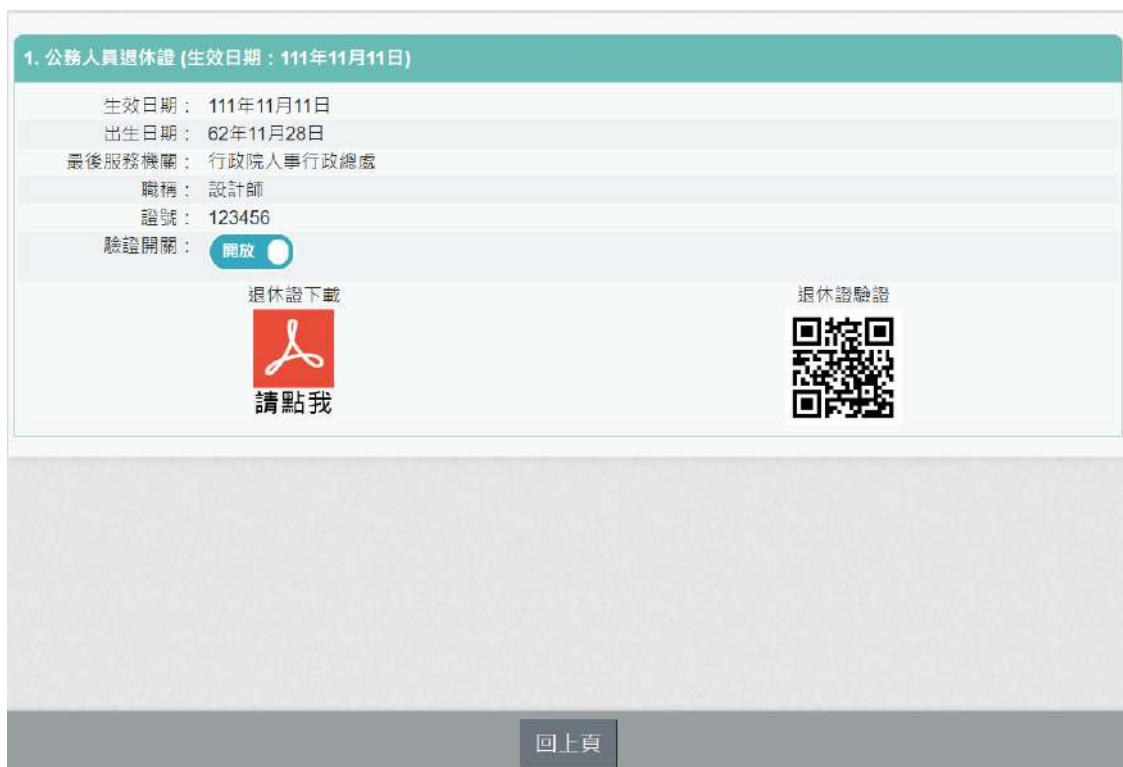 1. 公務人員退休證 (生效日期：111年11月11日)
生效日期： 111年11月11日
出生日期： 62年11月28日
最後服務機關： 行政院人事行政總處
職稱： 設計師
證號： 123456
驗證開關： 開放
退休證下載 退休證驗證
請點我
回上頁